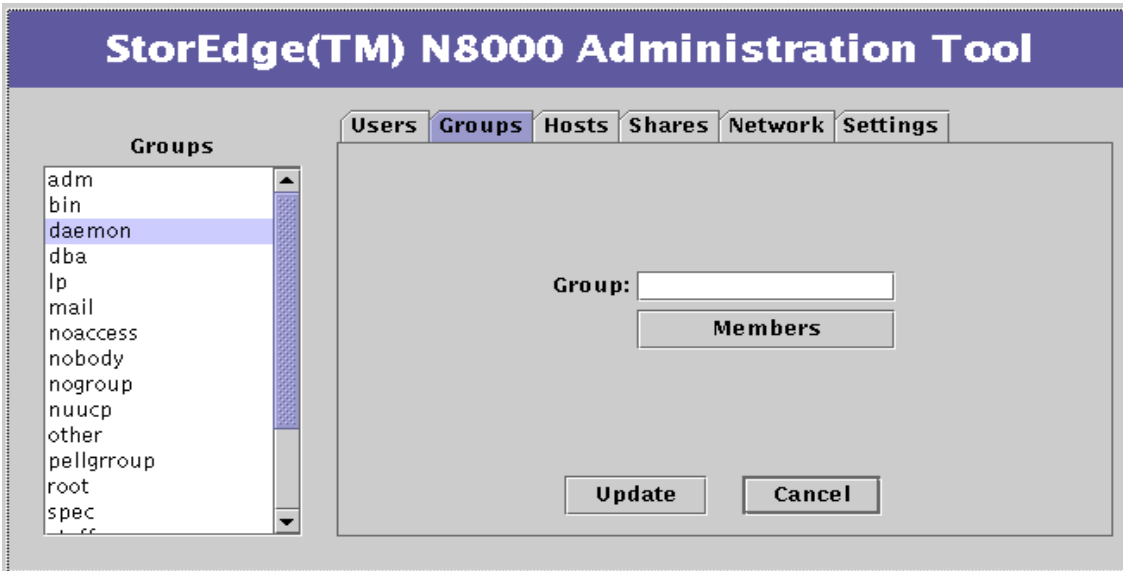 StorEdge(TM) N8000 Administration Tool
Users Groups Hosts Shares Network Settings
Groups
adm
bin
daemon
dba
lp
mail
noaccess
nobody
nogroup
nuucp
other
pellgrroup
root
spec
Group:
Members
Update Cancel